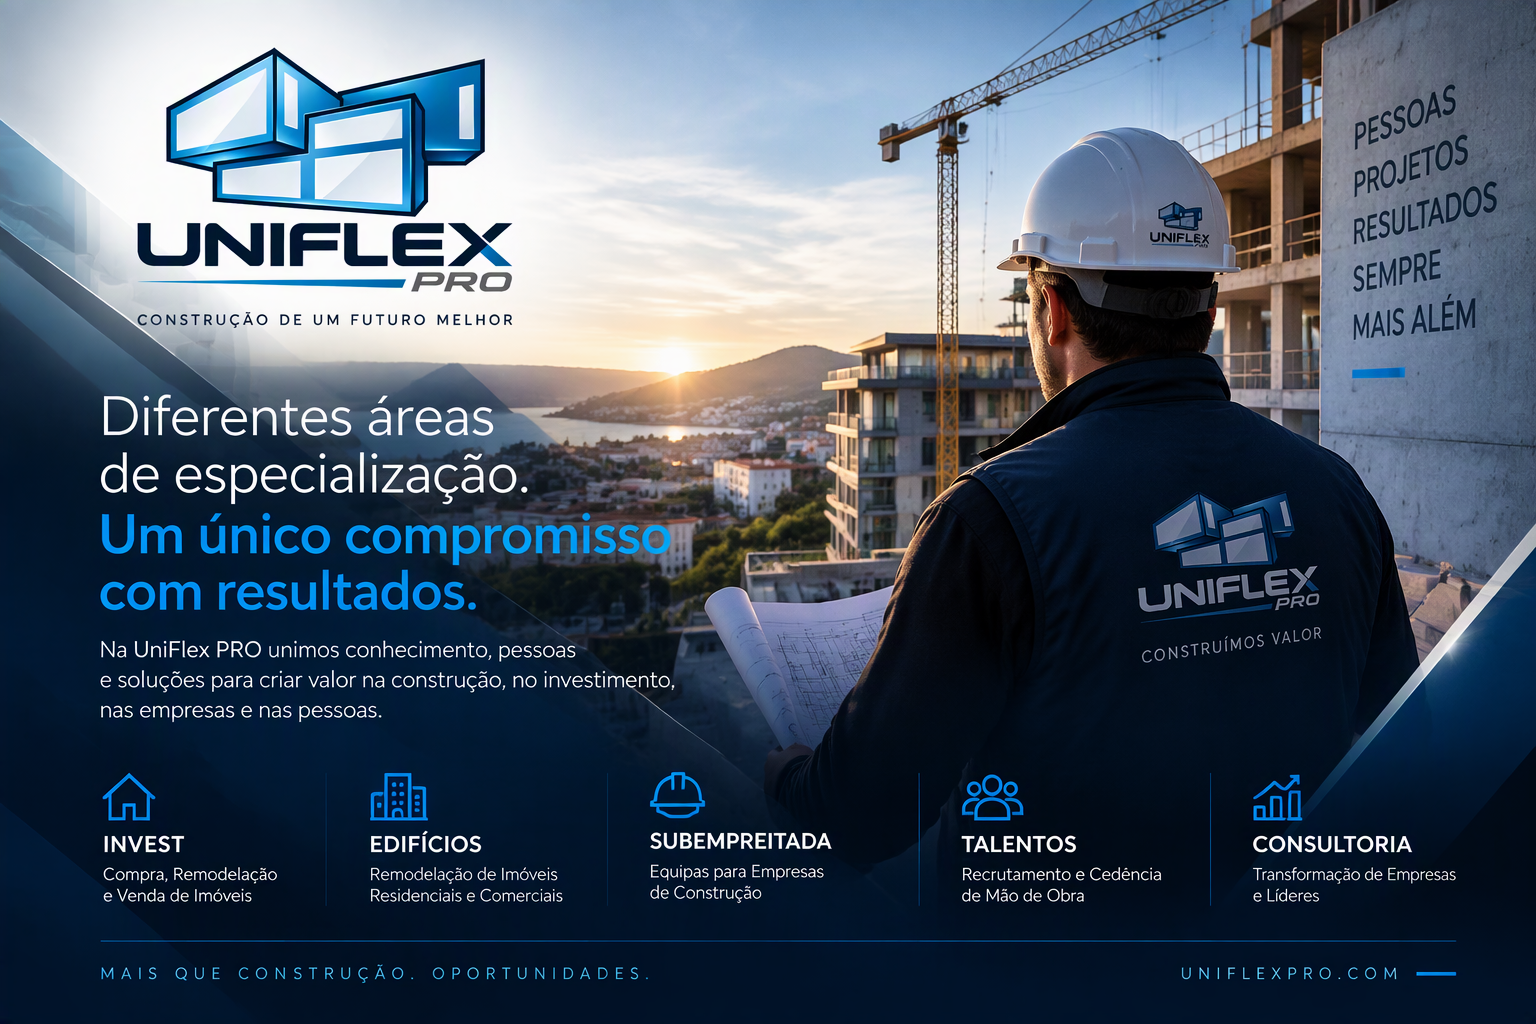 UNIFLEX
PRO
CONSTRUÇÃO DE UM FUTURO MELHOR
Diferentes áreas
de especialização.
Um único compromisso
com resultados.
Na UniFlex PRO unimos conhecimento, pessoas
e soluções para criar valor na construção, no investimento,
nas empresas e nas pessoas.
PESSOAS
PROJETOS
RESULTADOS
SEMPRE
MAIS ALÉM
UNIFLEX
PRO
UNIFLEX
PRO
CONSTRUÍMOS VALOR
INVEST
Compra, Remodelação
e Venda de Imóveis
EDIFÍCIOS
Remodelação de Imóveis
Residenciais e Comerciais
SUBEMPREITADA
Equipas para Empresas
de Construção
TALENTOS
Recrutamento e Cedência
de Mão de Obra
CONSULTORIA
Transformação de Empresas
e Líderes
MAIS QUE CONSTRUÇÃO. OPORTUNIDADES.
UNIFLEXPRO.COM